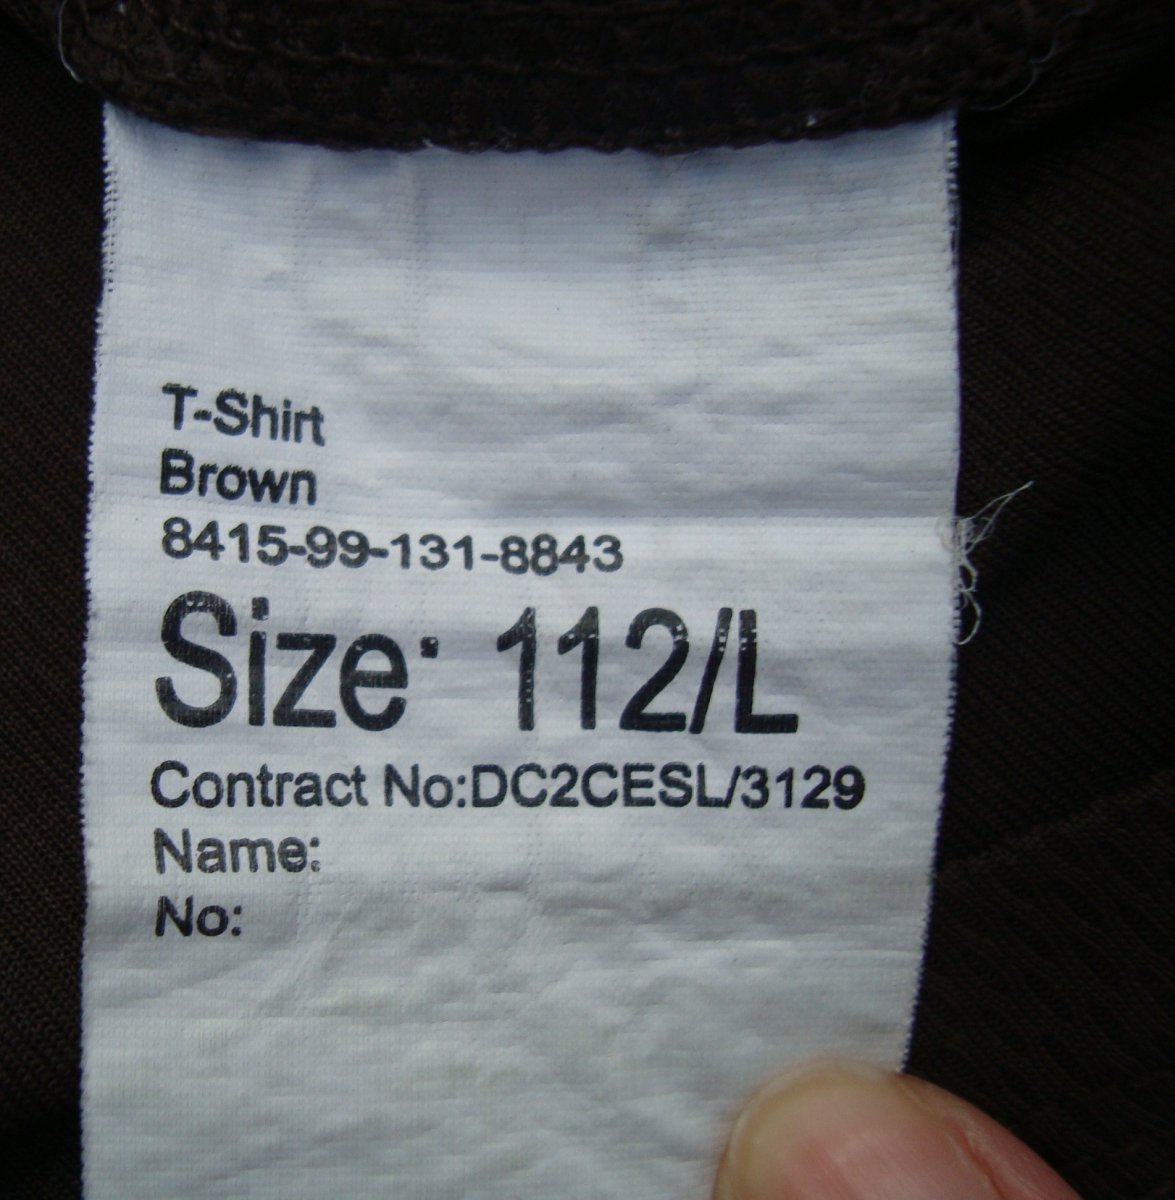 T-Shirt
Brown
8415-99-131-8843
Size: 112/L
Contract No:DC2CESL/3129
Name:
No: